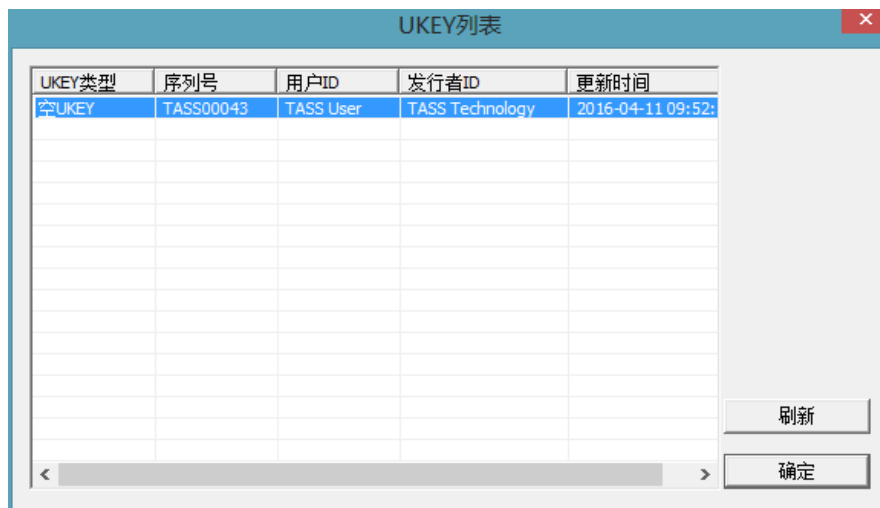 UKEY列表
UKEY类型 序列号 用户ID 发行者ID 更新时间
空UKEY TASS00043 TASS User TASS Technology 2016-04-11 09:52:
刷新
确定